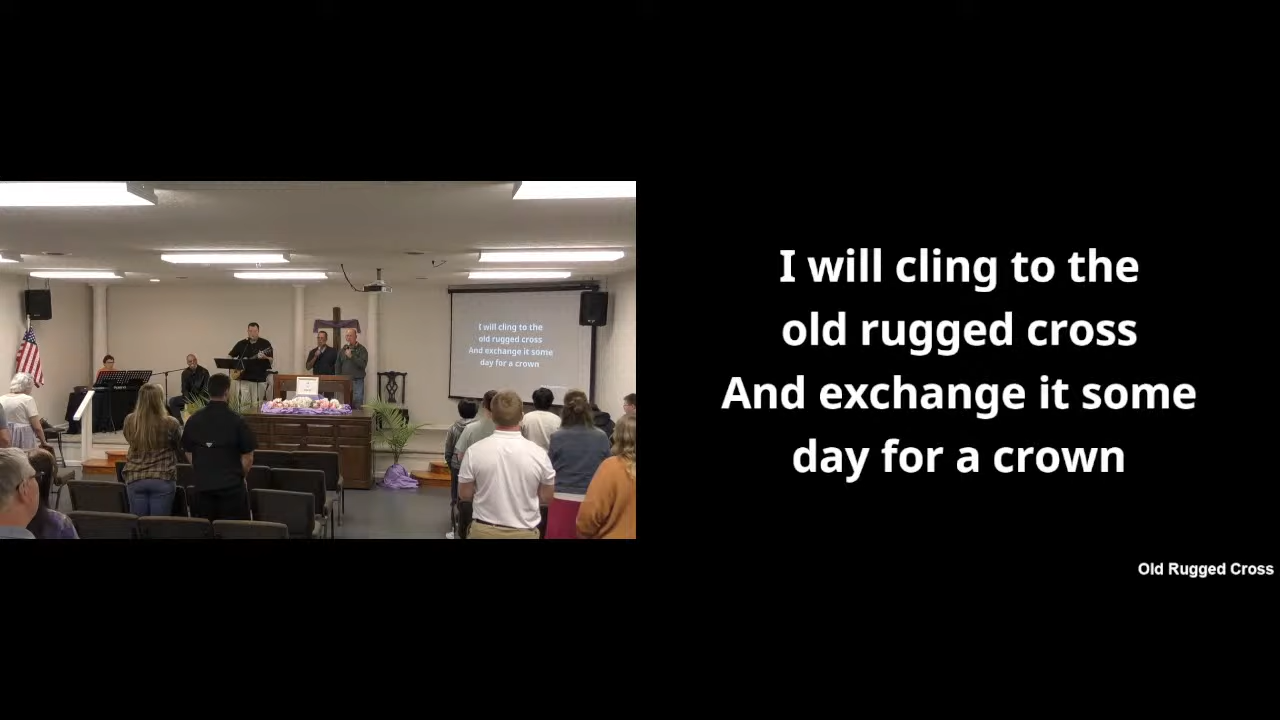 I will cling to the
old rugged cross
And exchange it some
day for a crown
I will cling to the
old rugged cross
And exchange it some
day for a crown
Old Rugged Cross